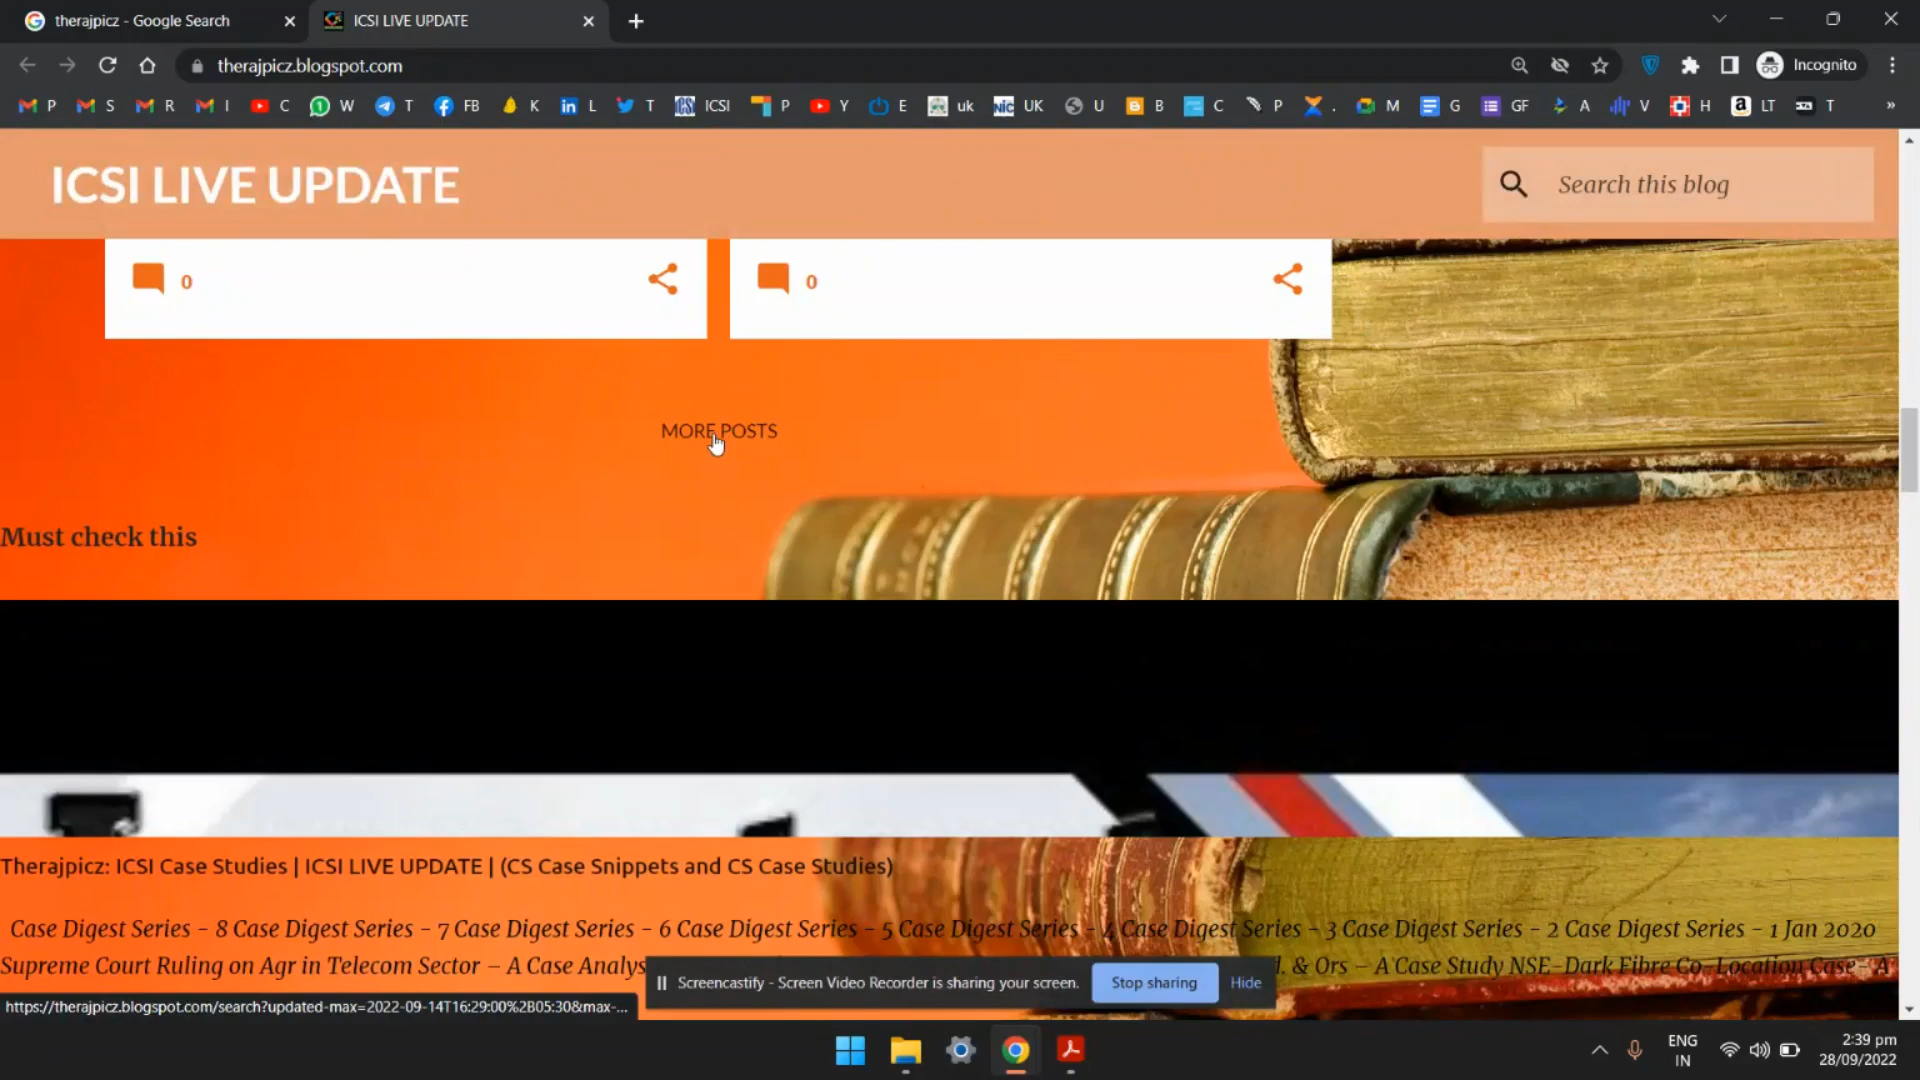 therajpicz - Google Search
ICSI LIVE UPDATE
therajpicz.blogspot.com
Incognito
P S R I C W T FB K L T ICSI P Y E uk UK U B C P . M G GF A V H LT T »
ICSI LIVE UPDATE
Search this blog
0
0
MORE POSTS
Must check this
Therajpicz: ICSI Case Studies | ICSI LIVE UPDATE | (CS Case Snippets and CS Case Studies)
Case Digest Series - 8 Case Digest Series - 7 Case Digest Series - 6 Case Digest Series - 5 Case Digest Series - 4 Case Digest Series - 3 Case Digest Series - 2 Case Digest Series - 1 Jan 2020
Supreme Court Ruling on Agr in Telecom Sector – A Case Analys
. & Ors – A Case Study NSE-Dark Fibre Co-Location Case- A
Screencastify - Screen Video Recorder is sharing your screen.
Stop sharing
Hide
https://therajpicz.blogspot.com/search?updated-max=2022-09-14T16:29:00%2B05:30&max-...
ENG
IN
2:39 pm
28/09/2022